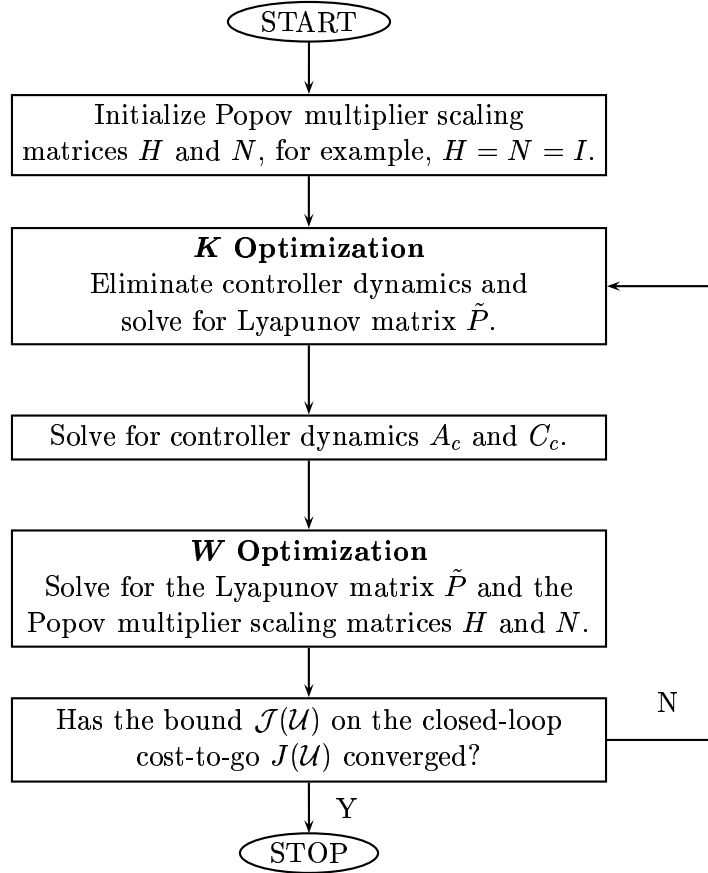 START
Initialize Popov multiplier scaling
matrices H and N, for example, H = N = I.
K Optimization
Eliminate controller dynamics and
solve for Lyapunov matrix P̃.
Solve for controller dynamics A_c and C_c.
W Optimization
Solve for the Lyapunov matrix P̃ and the
Popov multiplier scaling matrices H and N.
Has the bound 𝒥(𝒰) on the closed-loop
cost-to-go J(𝒰) converged?
N
Y
STOP